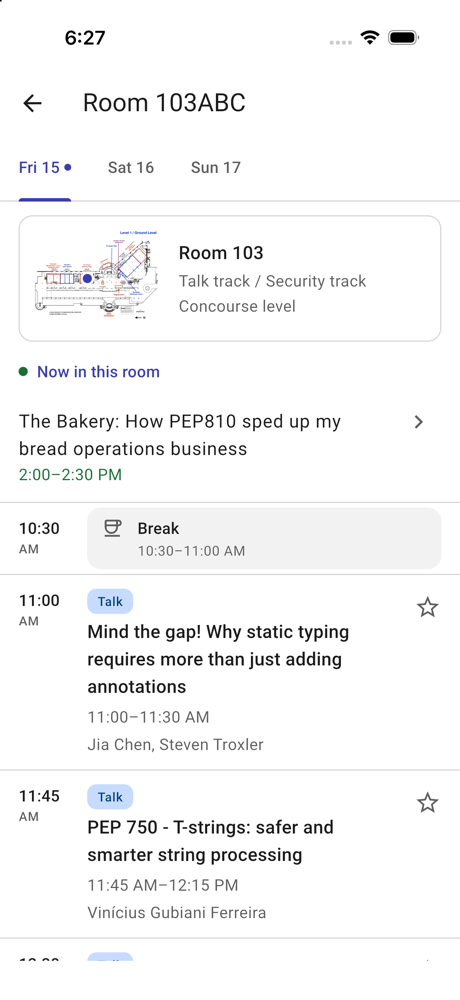 6:27
Room 103ABC
Fri 15
Sat 16
Sun 17
Level 1 / Ground Level
Room 103
Talk track / Security track
Concourse level
Now in this room
The Bakery: How PEP810 sped up my
bread operations business
2:00–2:30 PM
10:30
AM
Break
10:30–11:00 AM
11:00
AM
Talk
Mind the gap! Why static typing
requires more than just adding
annotations
11:00–11:30 AM
Jia Chen, Steven Troxler
11:45
AM
Talk
PEP 750 - T-strings: safer and
smarter string processing
11:45 AM–12:15 PM
Vinícius Gubiani Ferreira